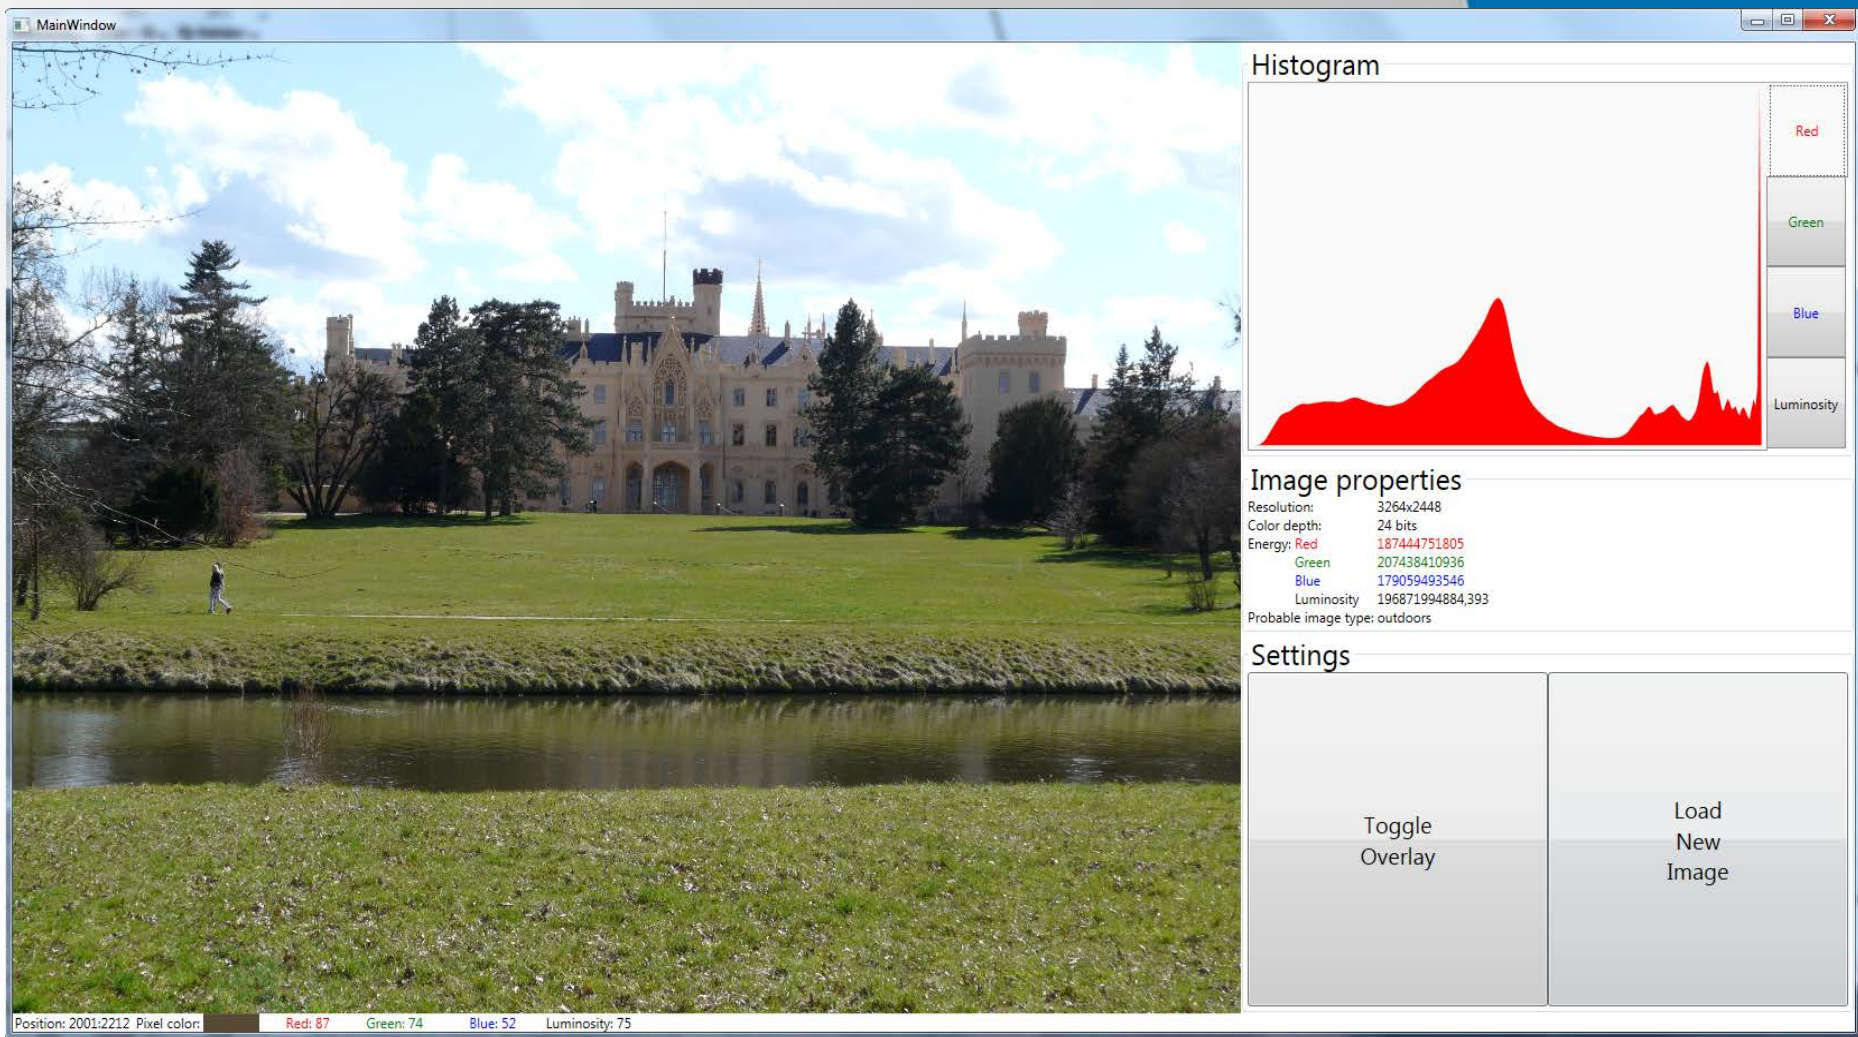 MainWindow
Histogram
Red
Green
Blue
Luminosity
Image properties
Resolution: 3264x2448
Color depth: 24 bits
Energy: Red 187444751805
Green 207438410936
Blue 179059493546
Luminosity 196871994884,393
Probable image type: outdoors
Settings
Toggle
Overlay
Load
New
Image
Position: 2001:2212 Pixel color: Red: 87 Green: 74 Blue: 52 Luminosity: 75